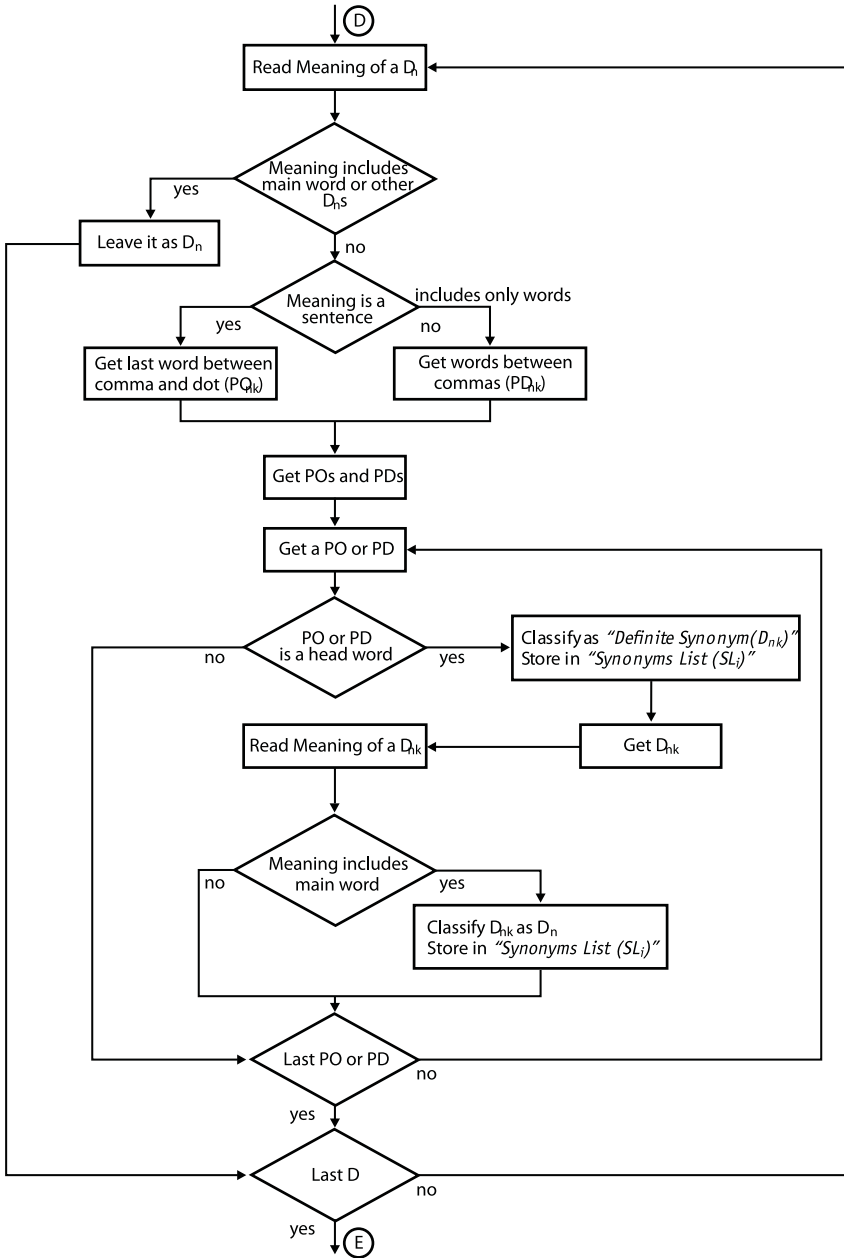 D
Read Meaning of a Dn
Meaning includes
main word or other
Dns
yes
no
Leave it as Dn
Meaning is a
sentence
includes only words
yes
no
Get last word between
comma and dot (POnk)
Get words between
commas (PDnk)
Get POs and PDs
Get a PO or PD
PO or PD
is a head word
no
yes
Classify as "Definite Synonym(Dnk)"
Store in "Synonyms List (SLi)"
Read Meaning of a Dnk
Get Dnk
Meaning includes
main word
no
yes
Classify Dnk as Dn
Store in "Synonyms List (SLi)"
Last PO or PD
no
yes
Last D
no
yes
E